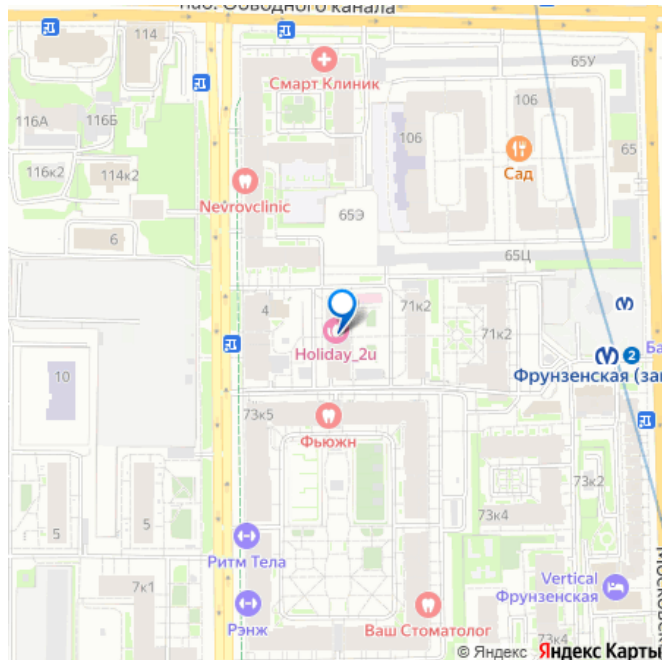 наб. Обводного канала
114
65У
Смарт Клиник
116А
116Б
106
106
65
Сад
116к2
114к2
Nevrovclinic
65Э
6
65Ц
4
71к2
71к2
Holiday_2u
2
Ба
Фрунзенская (за
10
73к5
Фьюжн
73к2
73к4
5
5
Ритм Тела
7к1
Vertical
Фрунзенская
Рэнж
Ваш Стоматолог
73к4
© Яндекс Яндекс Карты